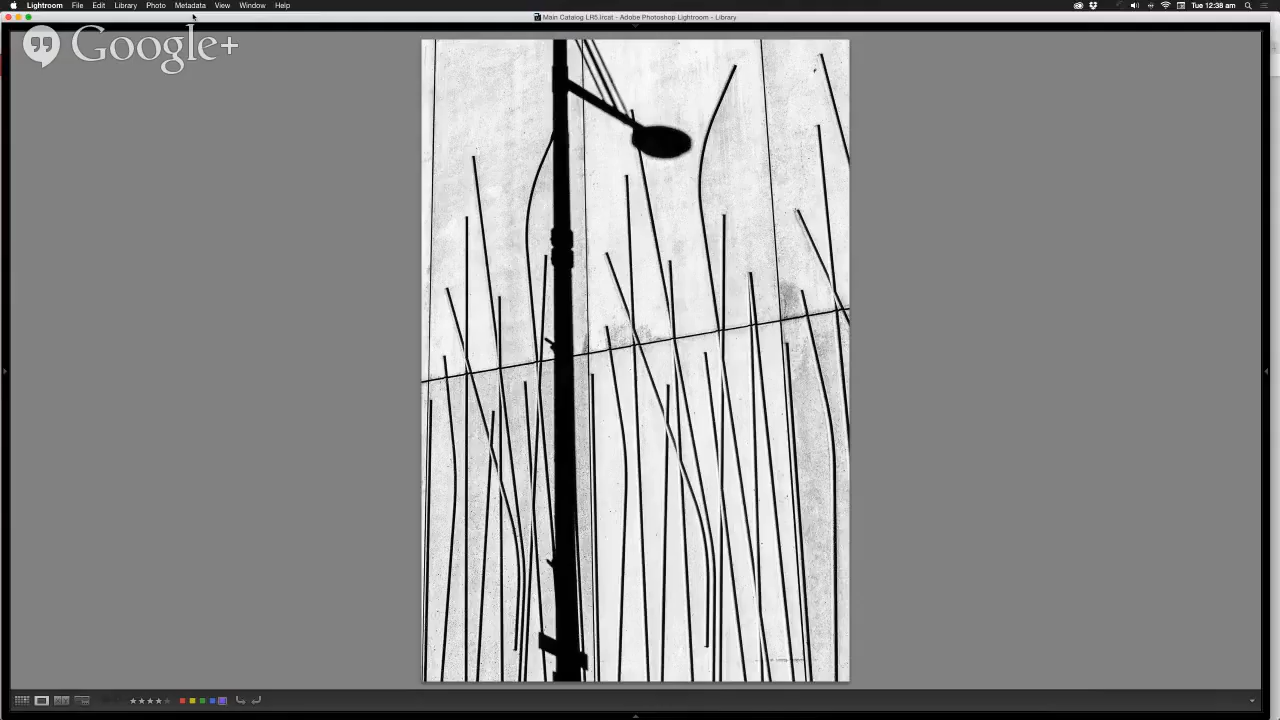 Lightroom File Edit Library Photo Metadata View Window Help Tue 12:38 am
Main Catalog LR5.lrcat - Adobe Photoshop Lightroom - Library
Google+